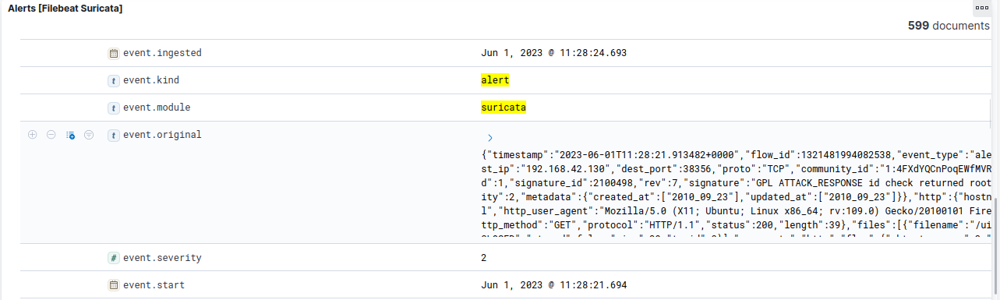 Alerts [Filebeat Suricata]
599 documents
event.ingested Jun 1, 2023 @ 11:28:24.693
event.kind alert
event.module suricata
event.original
{"timestamp":"2023-06-01T11:28:21.913482+0000","flow_id":1321481994082538,"event_type":"ale
st_ip":"192.168.42.130","dest_port":38356,"proto":"TCP","community_id":"1:4FXdYQCnPoqEWfMVR
d":1,"signature_id":2100498,"rev":7,"signature":"GPL ATTACK_RESPONSE id check returned root
ity":2,"metadata":{"created_at":["2010_09_23"],"updated_at":["2010_09_23"]}},"http":{"hostn
l","http_user_agent":"Mozilla/5.0 (X11; Ubuntu; Linux x86_64; rv:109.0) Gecko/20100101 Fire
ttp_method":"GET","protocol":"HTTP/1.1","status":200,"length":39},"files":[{"filename":"/ui
event.severity 2
event.start Jun 1, 2023 @ 11:28:21.694